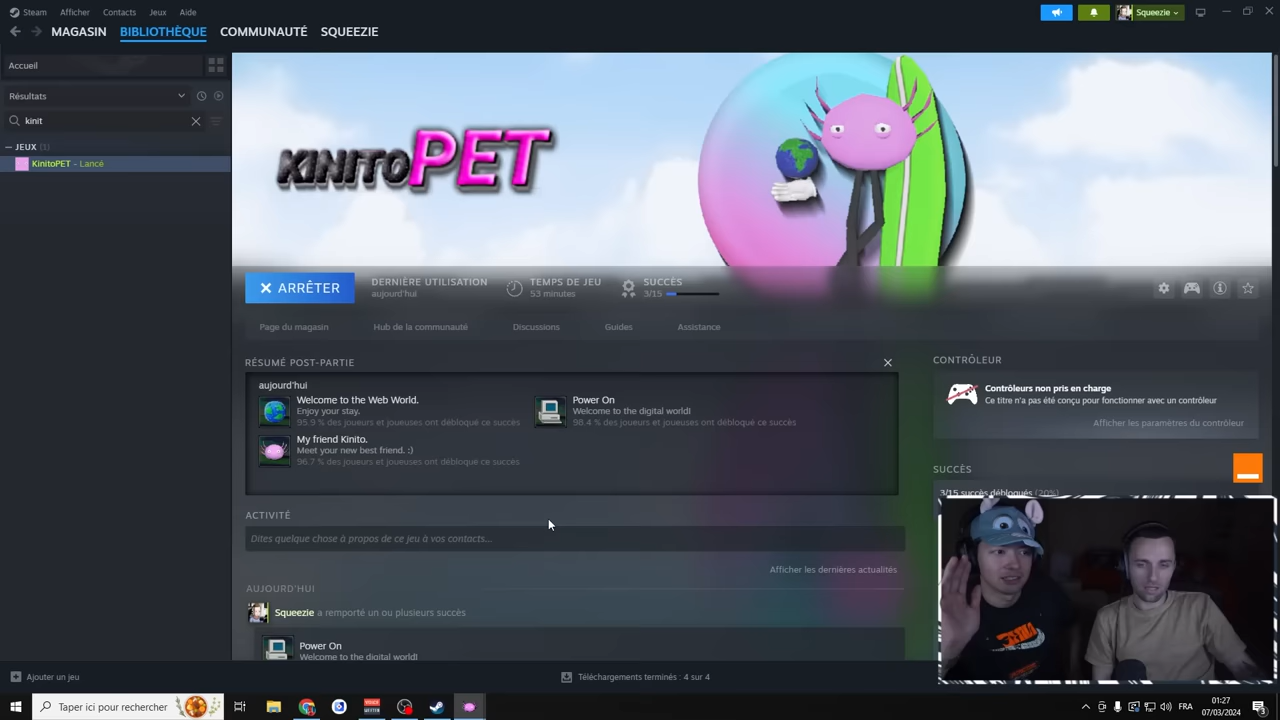 Steam Afficher Contacts Jeux Aide
Squeezie
MAGASIN BIBLIOTHÈQUE COMMUNAUTÉ SQUEEZIE
Accueil
Résultats
kinit
JEUX (1)
KinitoPET - Lancé
KINITOPET
ARRÊTER
DERNIÈRE UTILISATION
aujourd'hui
TEMPS DE JEU
53 minutes
SUCCÈS
3/15
Page du magasin Hub de la communauté Discussions Guides Assistance
RÉSUMÉ POST-PARTIE
aujourd'hui
Welcome to the Web World.
Enjoy your stay.
95.9 % des joueurs et joueuses ont débloqué ce succès
Power On
Welcome to the digital world!
98.4 % des joueurs et joueuses ont débloqué ce succès
My friend Kinito.
Meet your new best friend. :)
96.7 % des joueurs et joueuses ont débloqué ce succès
CONTRÔLEUR
Contrôleurs non pris en charge
Ce titre n'a pas été conçu pour fonctionner avec un contrôleur
Afficher les paramètres du contrôleur
SUCCÈS
3/15 succès débloqués (20%)
ACTIVITÉ
Dites quelque chose à propos de ce jeu à vos contacts...
Afficher les dernières actualités
AUJOURD'HUI
Squeezie a remporté un ou plusieurs succès
Power On
Welcome to the digital world!
Ajouter un jeu
Téléchargements terminés : 4 sur 4
Taper ici pour rechercher
FRA
01:27
07/03/2024